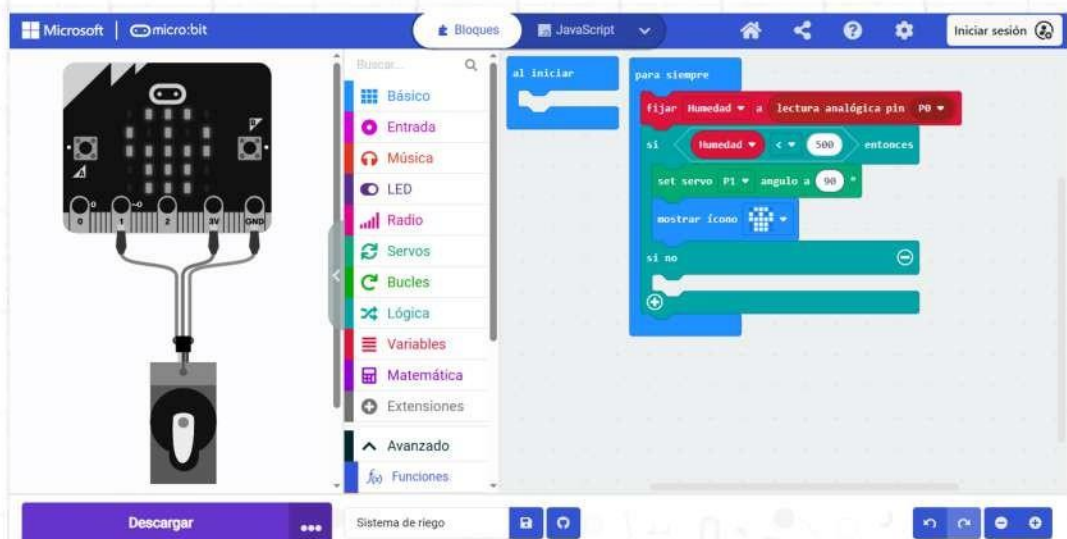 Microsoft micro:bit Bloques JavaScript Iniciar sesión
Buscar...
Básico
Entrada
Música
LED
Radio
Servos
Bucles
Lógica
Variables
Matemática
Extensiones
Avanzado
Funciones
al iniciar
para siempre
fijar Humedad a lectura analógica pin P0
si Humedad < 500 entonces
set servo P1 angulo a 90 °
mostrar ícono
si no
A
B
0 1 2 3V GND
Descargar
Sistema de riego